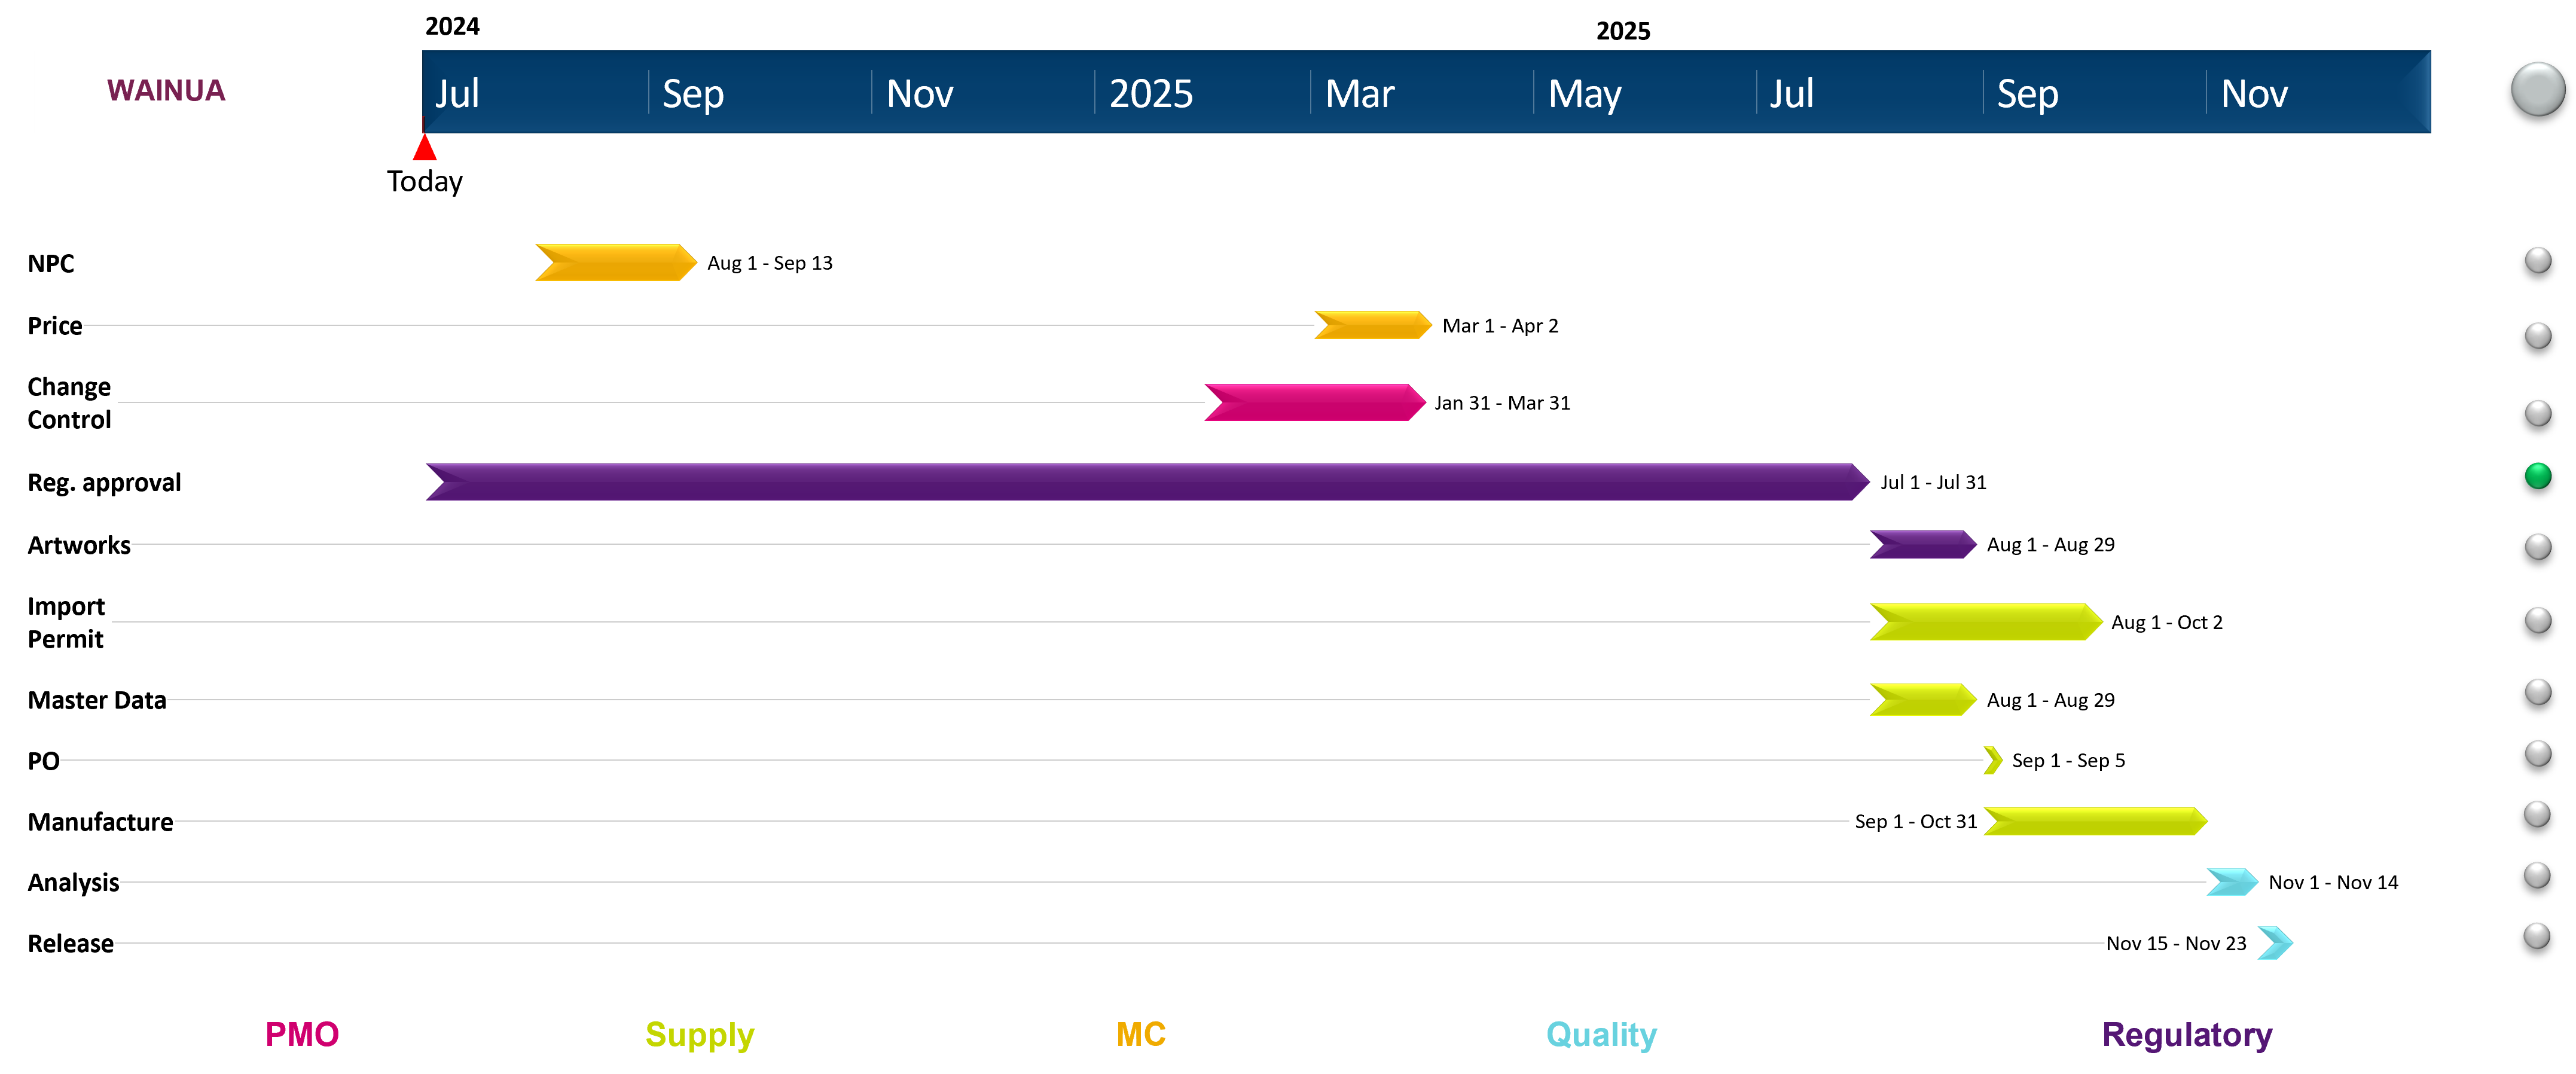 2024
2025
WAINUA
Jul
Sep
Nov
2025
Mar
May
Jul
Sep
Nov
Today
NPC
Aug 1 - Sep 13
Price
Mar 1 - Apr 2
Change
Control
Jan 31 - Mar 31
Reg. approval
Jul 1 - Jul 31
Artworks
Aug 1 - Aug 29
Import
Permit
Aug 1 - Oct 2
Master Data
Aug 1 - Aug 29
PO
Sep 1 - Sep 5
Manufacture
Sep 1 - Oct 31
Analysis
Nov 1 - Nov 14
Release
Nov 15 - Nov 23
PMO
Supply
MC
Quality
Regulatory